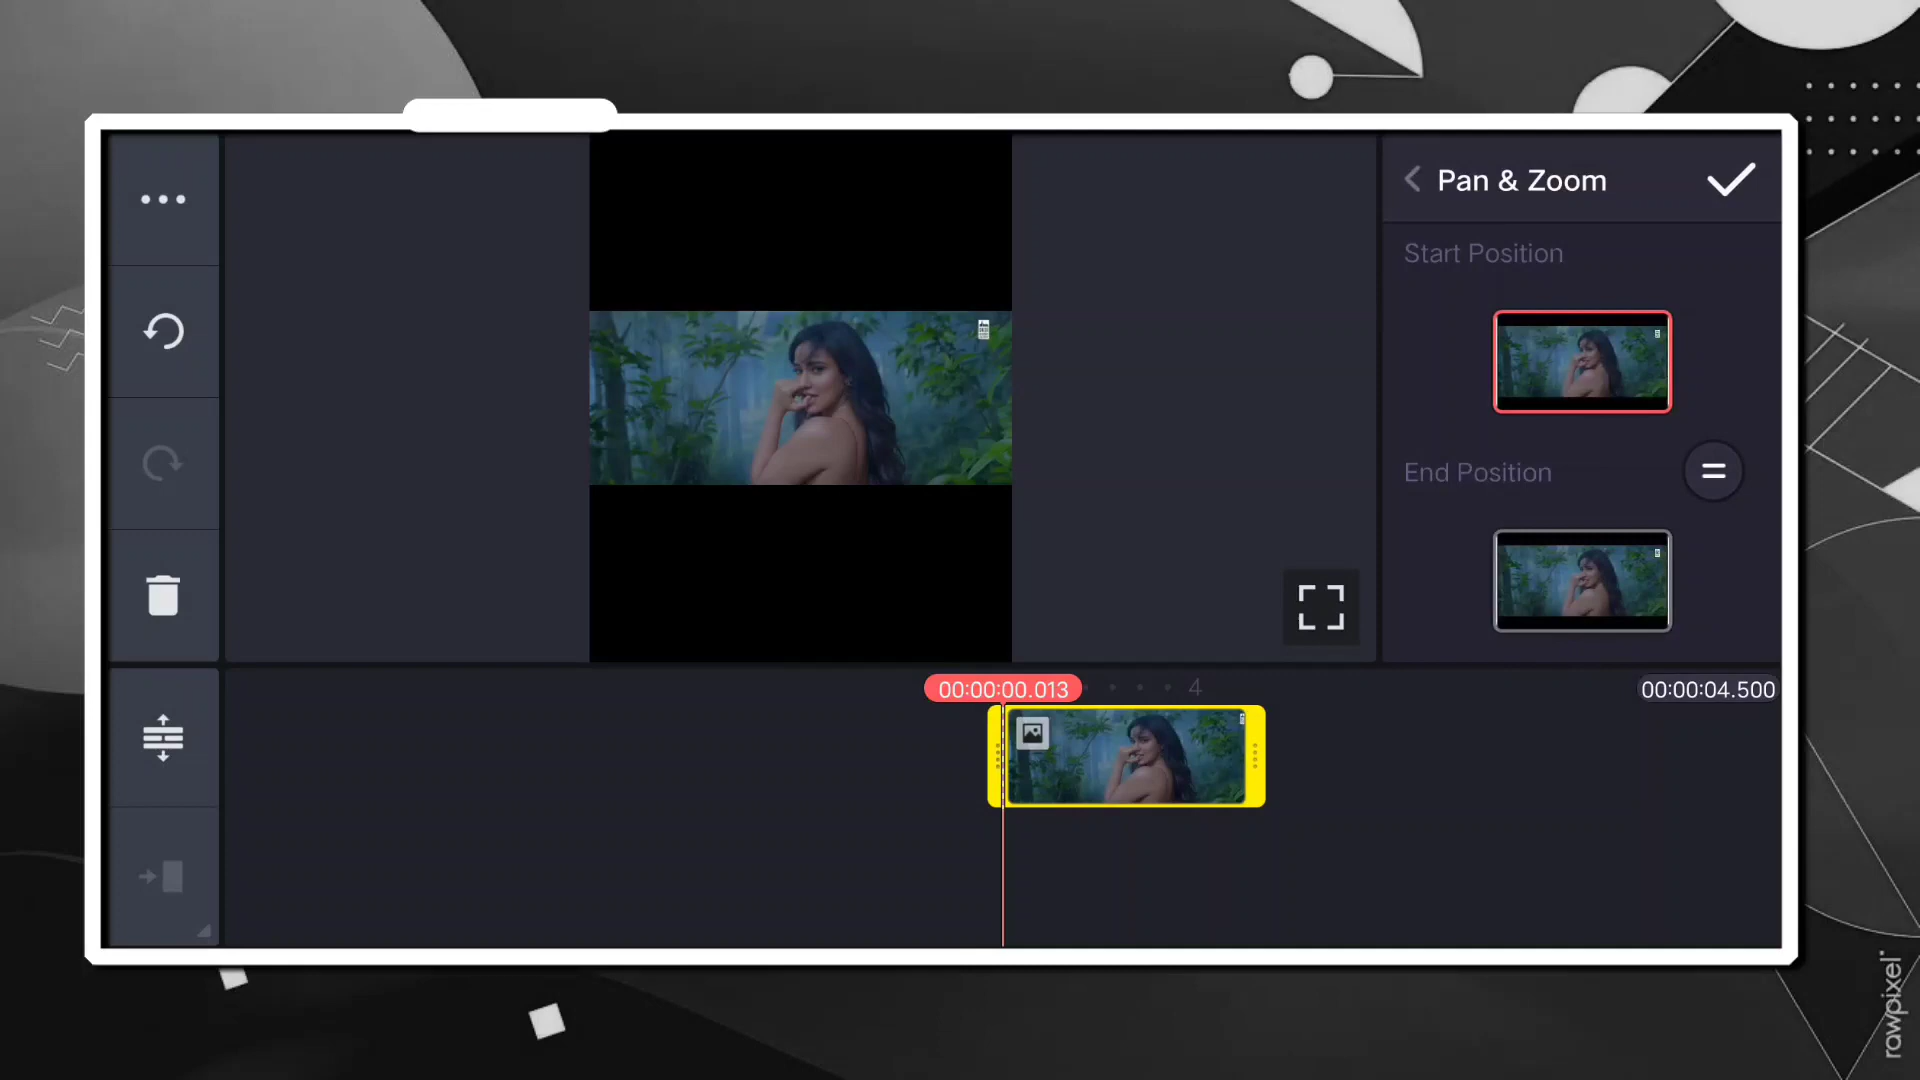 Pan & Zoom
Start Position
End Position
00:00:00.013
4
00:00:04.500
rawpixel